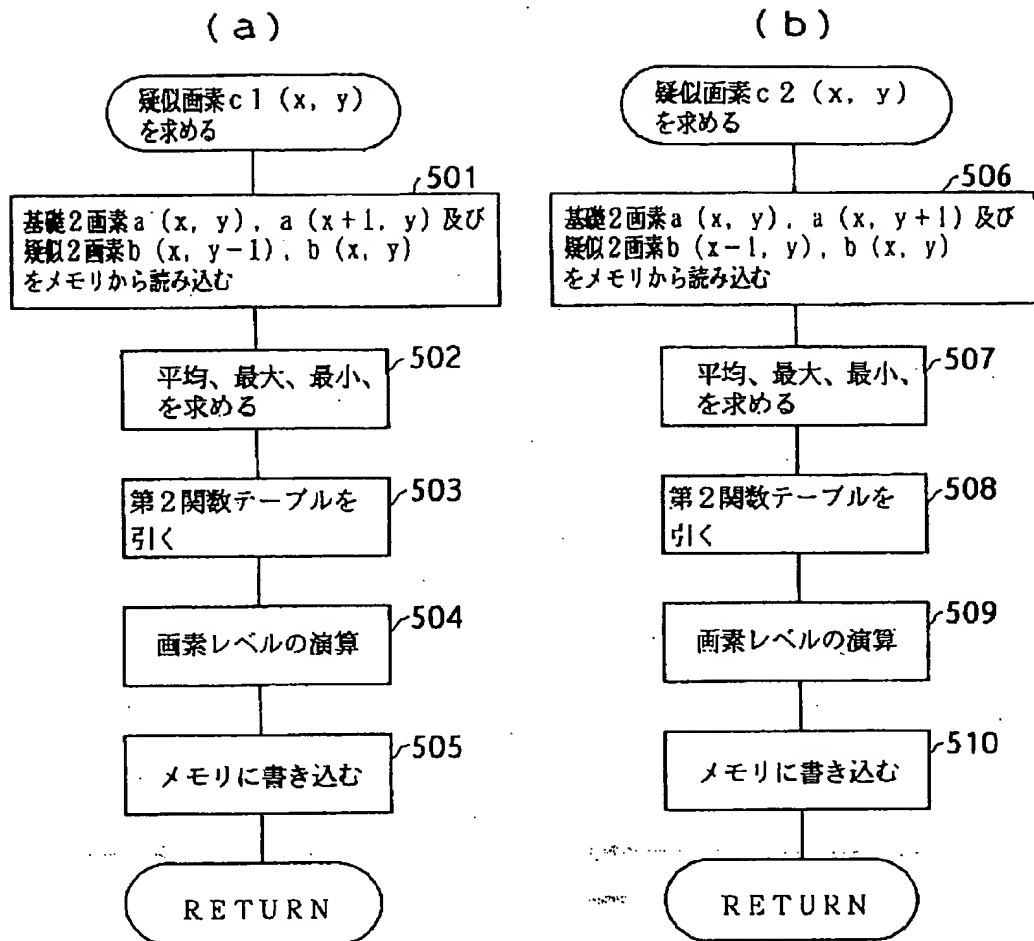 (a)
疑似画素c1(x, y)
を求める
501
基礎2画素a(x, y), a(x+1, y)及び
疑似2画素b(x, y-1), b(x, y)
をメモリから読み込む
502
平均、最大、最小、
を求める
503
第2関数テーブルを
引く
504
画素レベルの演算
505
メモリに書き込む
RETURN
(b)
疑似画素c2(x, y)
を求める
506
基礎2画素a(x, y), a(x, y+1)及び
疑似2画素b(x-1, y), b(x, y)
をメモリから読み込む
507
平均、最大、最小、
を求める
508
第2関数テーブルを
引く
509
画素レベルの演算
510
メモリに書き込む
RETURN